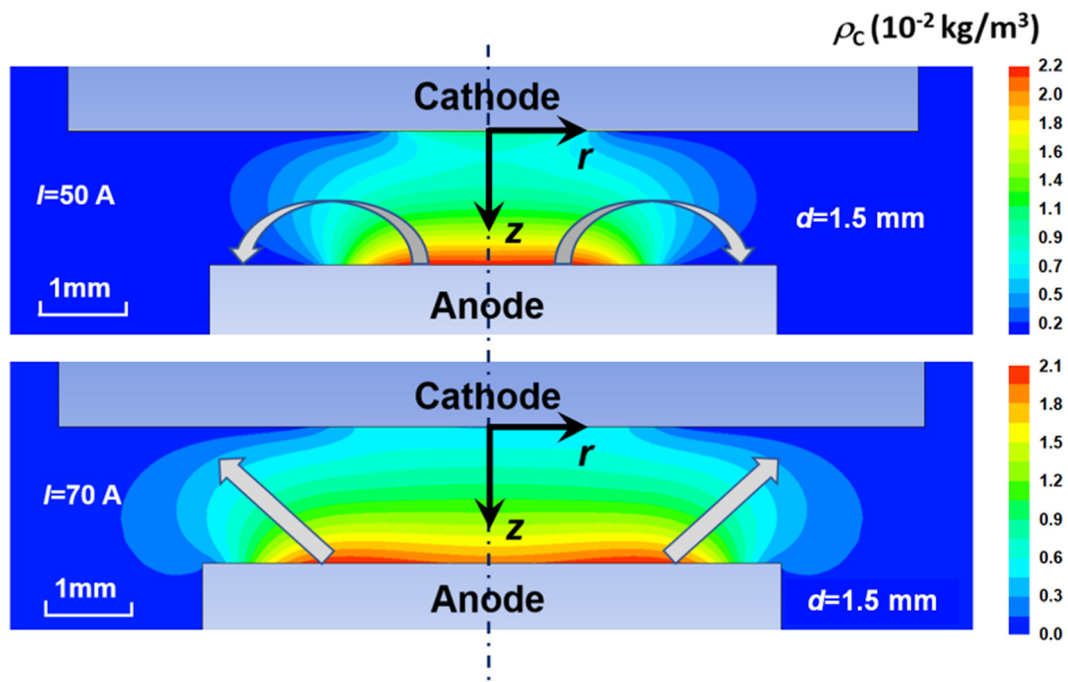 ρC (10-2 kg/m3)
Cathode
r
I=50 A
d=1.5 mm
z
1mm
Anode
2.2
2.0
1.8
1.6
1.4
1.3
1.1
0.9
0.7
0.5
0.2
Cathode
r
I=70 A
z
1mm
Anode
d=1.5 mm
2.1
1.8
1.5
1.2
0.9
0.6
0.3
0.0